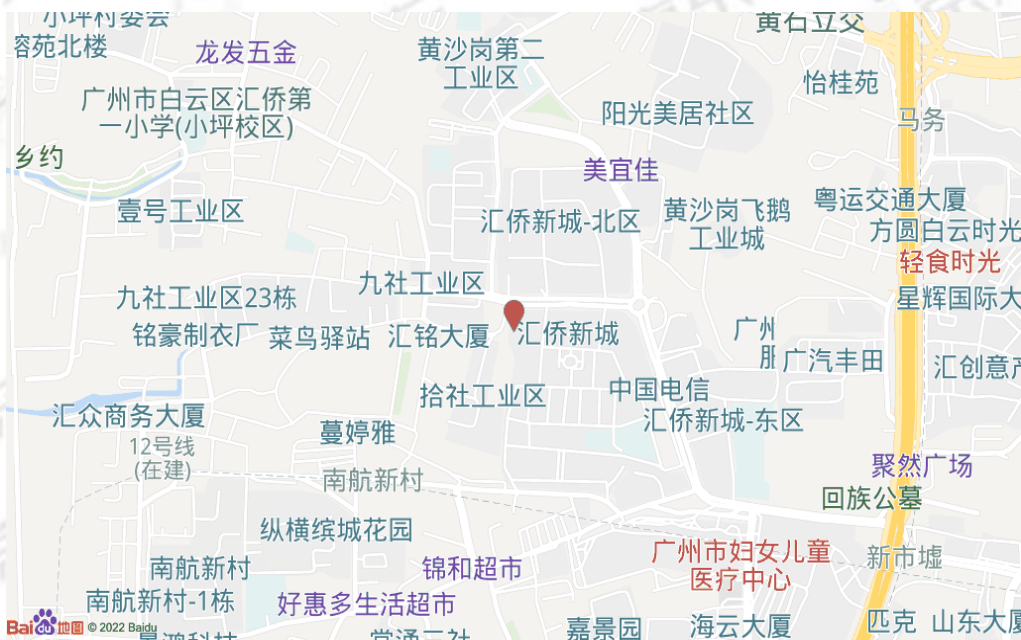 小坪村委会
溶苑北楼
龙发五金
黄沙岗第二
工业区
黄石立交
怡桂苑
广州市白云区汇侨第
一小学(小坪校区)
阳光美居社区
马务
乡约
美宜佳
壹号工业区
汇侨新城-北区
黄沙岗飞鹅
工业城
粤运交通大厦
方圆白云时光
轻食时光
九社工业区
九社工业区23栋
星辉国际大
铭豪制衣厂
菜鸟驿站
汇铭大厦
汇侨新城
广州
广汽丰田
汇创意产
拾社工业区
中国电信
汇众商务大厦
汇侨新城-东区
蔓婷雅
12号线
(在建)
南航新村
聚然广场
回族公墓
纵横缤城花园
广州市妇女儿童
医疗中心
新市墟
南航新村
锦和超市
南航新村-1栋
好惠多生活超市
嘉景园
海云大厦
匹克
山东大厦
Baidu地图 © 2022 Baidu